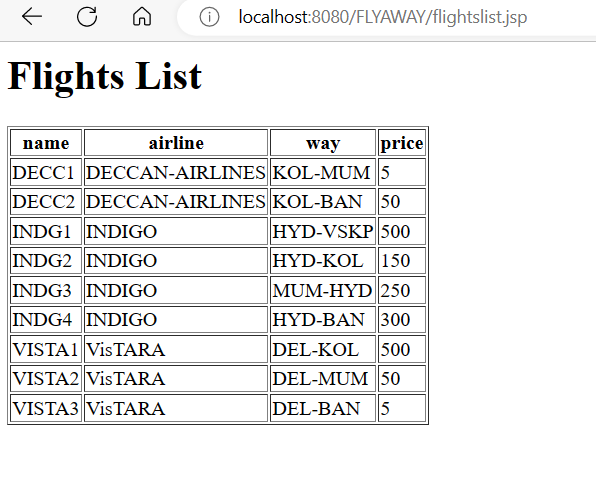 localhost:8080/FLYAWAY/flightslist.jsp
Flights List
name airline way price
DECC1 DECCAN-AIRLINES KOL-MUM 5
DECC2 DECCAN-AIRLINES KOL-BAN 50
INDG1 INDIGO HYD-VSKP 500
INDG2 INDIGO HYD-KOL 150
INDG3 INDIGO MUM-HYD 250
INDG4 INDIGO HYD-BAN 300
VISTA1 VisTARA DEL-KOL 500
VISTA2 VisTARA DEL-MUM 50
VISTA3 VisTARA DEL-BAN 5